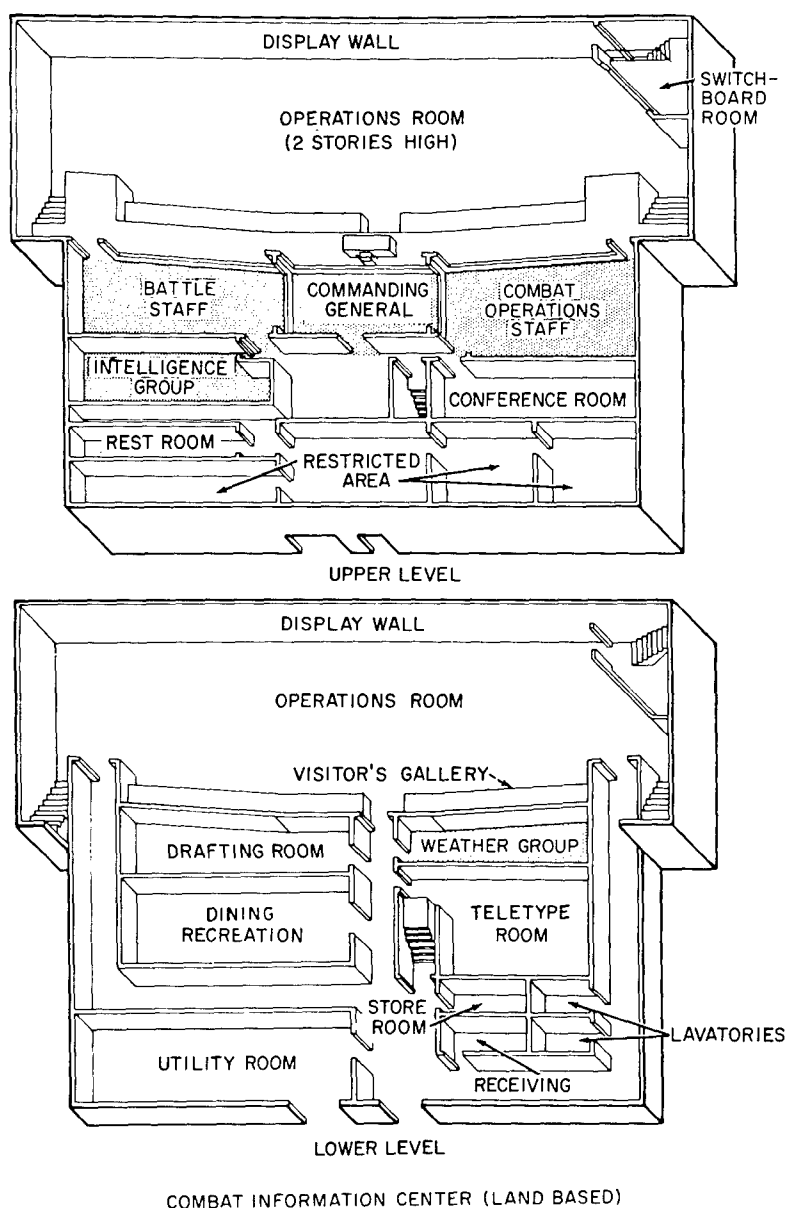 DISPLAY WALL
SWITCH-
BOARD
ROOM
OPERATIONS ROOM
(2 STORIES HIGH)
BATTLE
STAFF
COMMANDING
GENERAL
COMBAT
OPERATIONS
STAFF
INTELLIGENCE
GROUP
CONFERENCE ROOM
REST ROOM
RESTRICTED
AREA
UPPER LEVEL
DISPLAY WALL
OPERATIONS ROOM
VISITOR'S GALLERY
DRAFTING ROOM
WEATHER GROUP
DINING
RECREATION
TELETYPE
ROOM
STORE
ROOM
LAVATORIES
UTILITY ROOM
RECEIVING
LOWER LEVEL
COMBAT INFORMATION CENTER (LAND BASED)